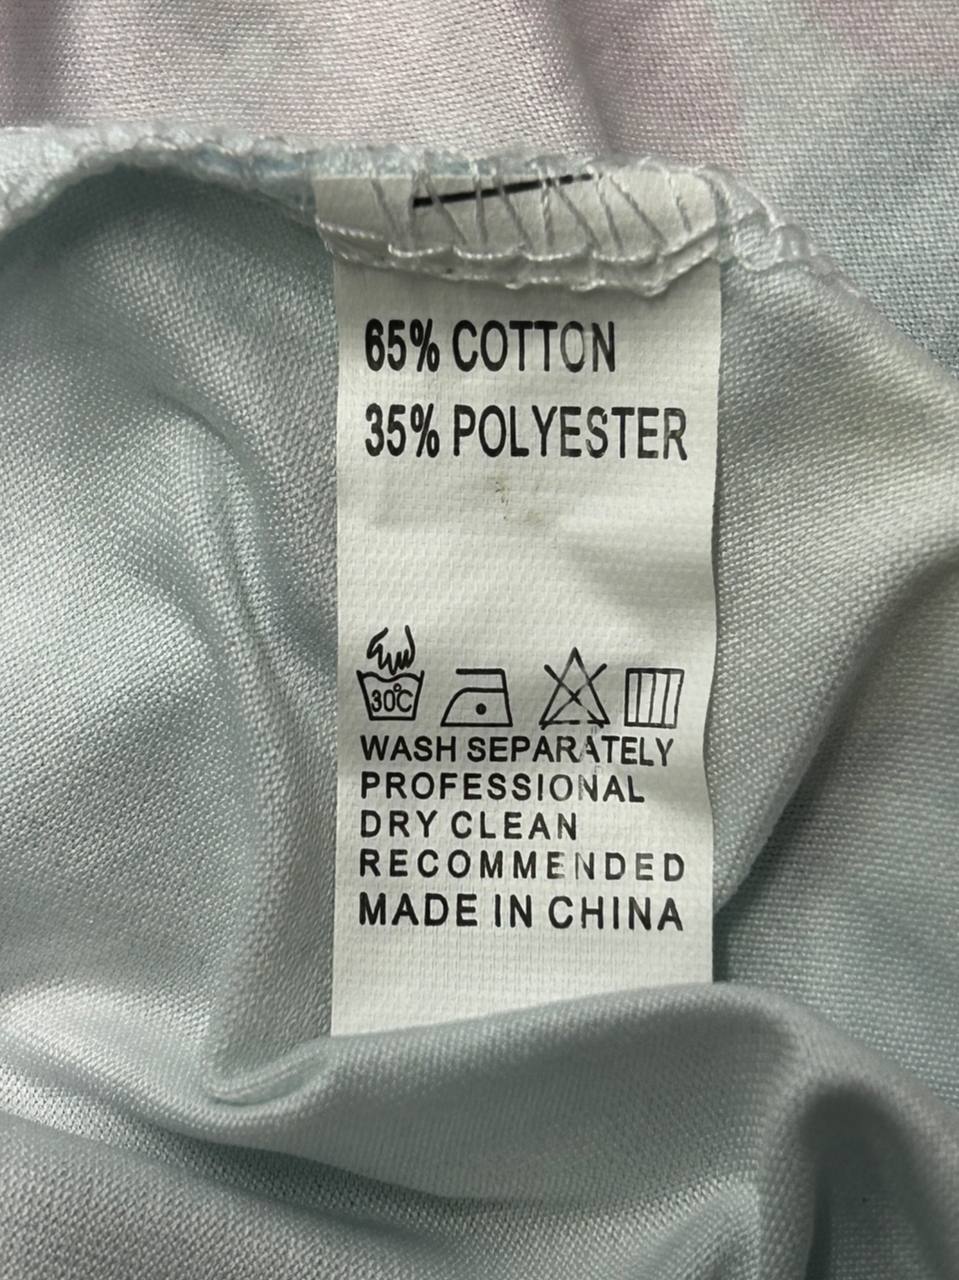 65% COTTON
35% POLYESTER
30°C
WASH SEPARATELY
PROFESSIONAL
DRY CLEAN
RECOMMENDED
MADE IN CHINA